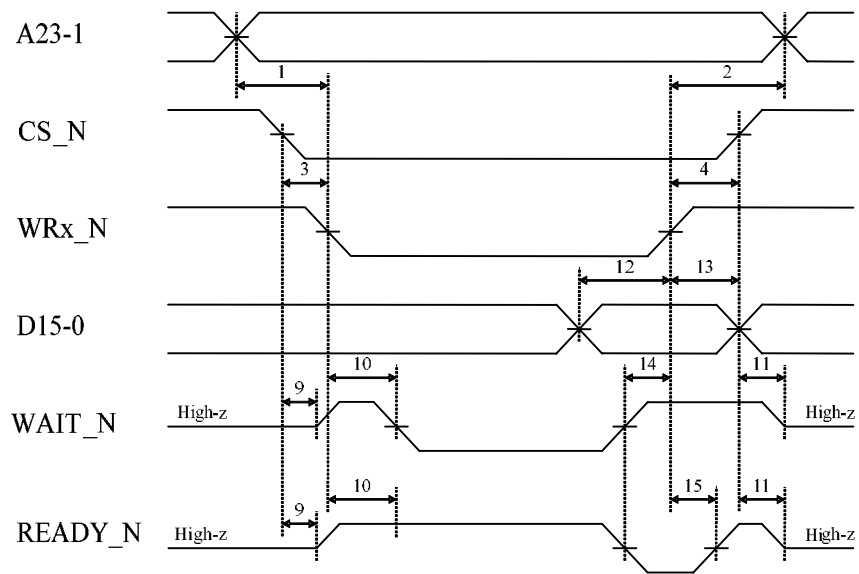 A23-1
1
2
CS_N
3
4
WRx_N
12
13
D15-0
10
14
11
9
High-z
High-z
WAIT_N
10
15
11
9
High-z
High-z
READY_N